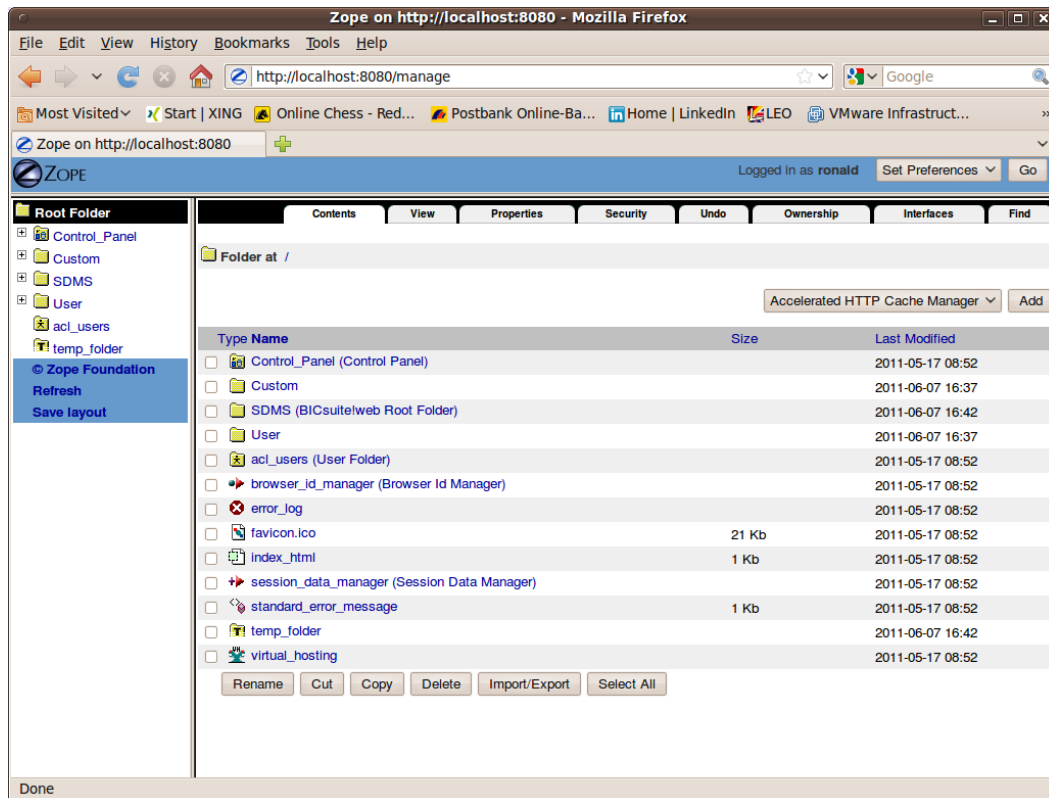 Zope on http://localhost:8080 - Mozilla Firefox
File Edit View History Bookmarks Tools Help
http://localhost:8080/manage Google
Most Visited Start | XING Online Chess - Red... Postbank Online-Ba... Home | LinkedIn LEO VMware Infrastruct... »
Zope on http://localhost:8080
ZOPE Logged in as ronald Set Preferences Go
Root Folder
Control_Panel
Custom
SDMS
User
acl_users
temp_folder
© Zope Foundation
Refresh
Save layout
Contents View Properties Security Undo Ownership Interfaces Find
Folder at /
Accelerated HTTP Cache Manager Add
Type Name Size Last Modified
Control_Panel (Control Panel) 2011-05-17 08:52
Custom 2011-06-07 16:37
SDMS (BICsuite!web Root Folder) 2011-06-07 16:42
User 2011-06-07 16:37
acl_users (User Folder) 2011-05-17 08:52
browser_id_manager (Browser Id Manager) 2011-05-17 08:52
error_log 2011-05-17 08:52
favicon.ico 21 Kb 2011-05-17 08:52
index_html 1 Kb 2011-05-17 08:52
session_data_manager (Session Data Manager) 2011-05-17 08:52
standard_error_message 1 Kb 2011-05-17 08:52
temp_folder 2011-06-07 16:42
virtual_hosting 2011-05-17 08:52
Rename Cut Copy Delete Import/Export Select All
Done